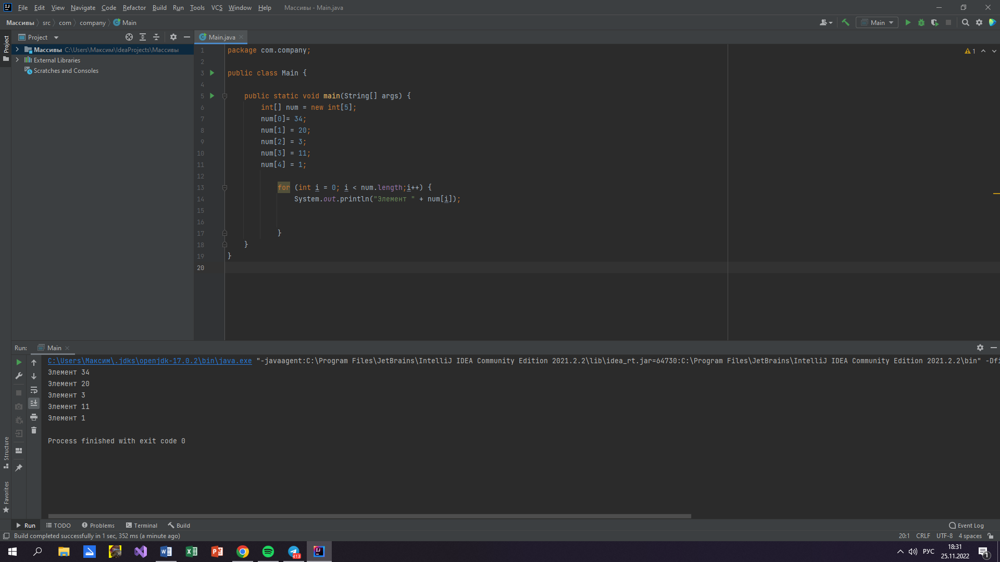 File Edit View Navigate Code Refactor Build Run Tools VCS Window Help Массивы - Main.java
Массивы src com company Main
Main
Project
Project
Main.java
Массивы C:\Users\Максим\IdeaProjects\Массивы
External Libraries
Scratches and Consoles
1 package com.company;
2
3 public class Main {
4
5 public static void main(String[] args) {
6 int[] num = new int[5];
7 num[0]= 34;
8 num[1] = 20;
9 num[2] = 3;
10 num[3] = 11;
11 num[4] = 1;
12
13 for (int i = 0; i < num.length;i++) {
14 System.out.println("Элемент " + num[i]);
15
16
17 }
18 }
19 }
20
1
Run: Main
C:\Users\Максим\.jdks\openjdk-17.0.2\bin\java.exe "-javaagent:C:\Program Files\JetBrains\IntelliJ IDEA Community Edition 2021.2.2\lib\idea_rt.jar=64730:C:\Program Files\JetBrains\IntelliJ IDEA Community Edition 2021.2.2\bin" -Dfi
Элемент 34
Элемент 20
Элемент 3
Элемент 11
Элемент 1
Process finished with exit code 0
Structure
Favorites
Run TODO Problems Terminal Build Event Log
Build completed successfully in 1 sec, 352 ms (a minute ago) 20:1 CRLF UTF-8 4 spaces
413
РУС
18:31
25.11.2022
1